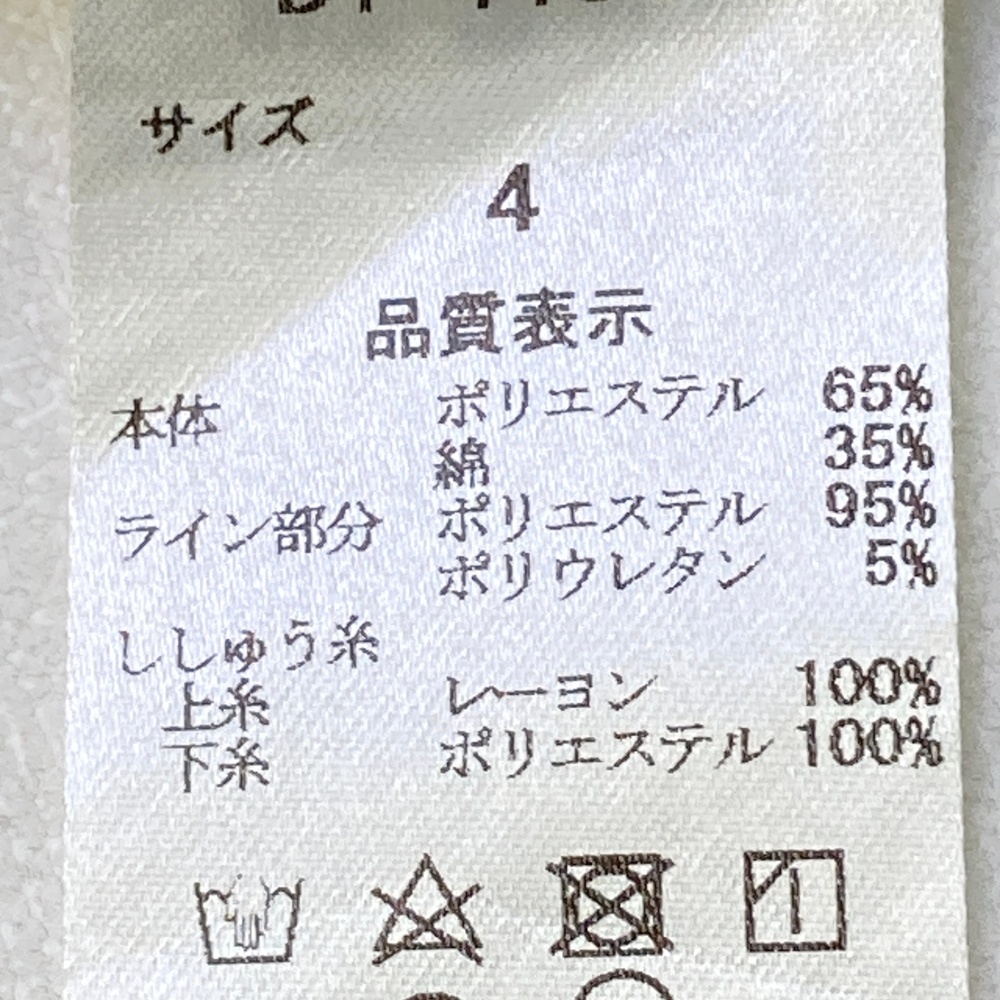 サイズ
4
品質表示
本体 ポリエステル 65%
綿 35%
ライン部分 ポリエステル 95%
ポリウレタン 5%
ししゅう糸
上糸 レーヨン 100%
下糸 ポリエステル 100%